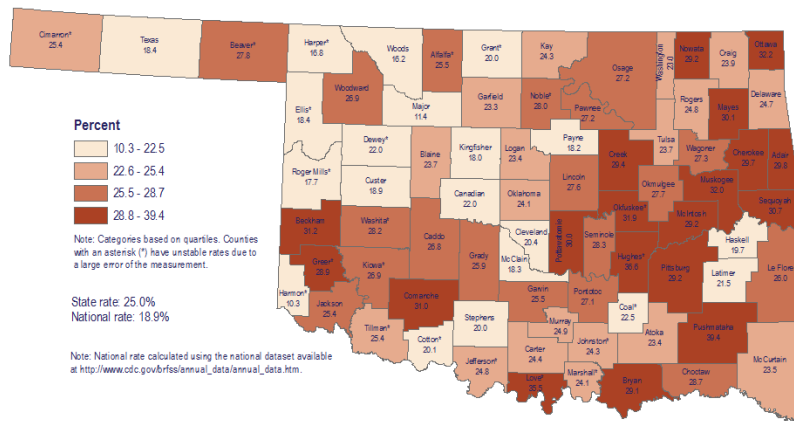 Cimarron*
25.4
Texas
18.4
Beaver*
27.8
Harper*
16.8
Woods
16.2
Alfalfa*
25.5
Grant*
20.0
Kay
24.3
Osage
27.2
Washington
23.0
Nowata
29.2
Craig
23.9
Ottawa
32.2
Woodward
26.9
Ellis*
18.4
Major
11.4
Garfield
23.3
Noble*
28.0
Pawnee
27.2
Rogers
24.8
Mayes
30.1
Delaware
24.7
Percent
10.3 - 22.5
22.6 - 25.4
25.5 - 28.7
28.8 - 39.4
Note: Categories based on quartiles. Counties
with an asterisk (*) have unstable rates due to
a large error of the measurement.
State rate: 25.0%
National rate: 18.9%
Note: National rate calculated using the national dataset available
at http://www.cdc.gov/brfss/annual_data/annual_data.htm.
Dewey*
22.0
Blaine
23.7
Kingfisher
18.0
Logan
23.4
Payne
18.2
Creek
29.4
Tulsa
23.7
Wagoner
27.3
Cherokee
29.7
Adair
29.8
Roger Mills*
17.7
Custer
18.9
Canadian
22.0
Oklahoma
24.1
Lincoln
27.6
Okmulgee
27.7
Muskogee
32.0
Sequoyah
30.7
Beckham
31.2
Washita*
28.2
Caddo
26.8
Grady
25.9
Cleveland
20.4
McClain
18.3
Pottawatomie
30.0
Seminole
28.3
Okfuskee*
31.9
McIntosh
29.2
Haskell
19.7
Greer*
28.9
Kiowa*
26.9
Hughes*
Pittsburg
29.2
Latimer
21.5
Le Flore
26.0
Harmon*
10.3
Jackson
25.4
Comanche
31.0
Stephens
20.0
Garvin
25.5
Pontotoc
27.1
Coal*
22.5
Pushmataha
39.4
Tillman*
25.4
Cotton*
20.1
Murray
24.9
Johnston*
24.3
Atoka
23.4
McCurtain
23.5
Jefferson*
24.8
Carter
24.4
Love*
Marshall*
24.1
Bryan
29.1
Choctaw
28.7